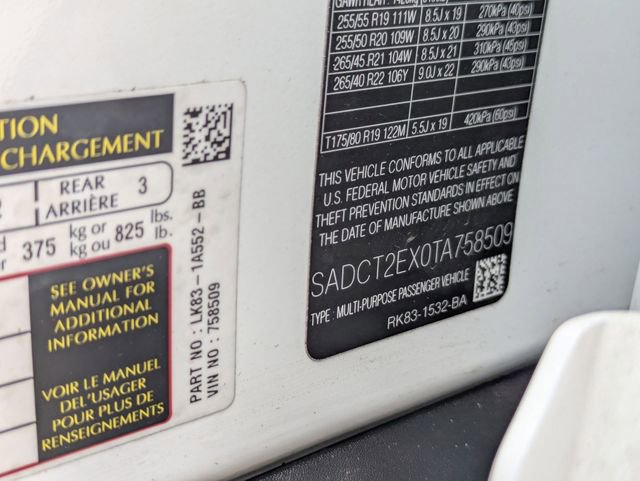 TION
CHARGEMENT
REAR 3
ARRIÈRE
375 kg or 825 lbs.
kg ou lb.
SEE OWNER'S
MANUAL FOR
ADDITIONAL
INFORMATION
VOIR LE MANUEL
DEL'USAGER
POUR PLUS DE
RENSEIGNEMENTS
PART NO : LK83-1A552-BB
VIN NO : 758509
255/55 R19 111W 8.5J x 19 270kPa (40psi)
255/50 R20 109W 8.5J x 20 290kPa (43psi)
265/45 R21 104W 8.5J x 21 310kPa (45psi)
265/40 R22 106Y 9.0J x 22 290kPa (43psi)
T175/80 R19 122M 5.5J x 19 420kPa (60psi)
THIS VEHICLE CONFORMS TO ALL APPLICABLE
U.S. FEDERAL MOTOR VEHICLE SAFETY AND
THEFT PREVENTION STANDARDS IN EFFECT ON
THE DATE OF MANUFACTURE SHOWN ABOVE.
SADCT2EX0TA758509
TYPE : MULTI-PURPOSE PASSENGER VEHICLE
RK83-1532-BA